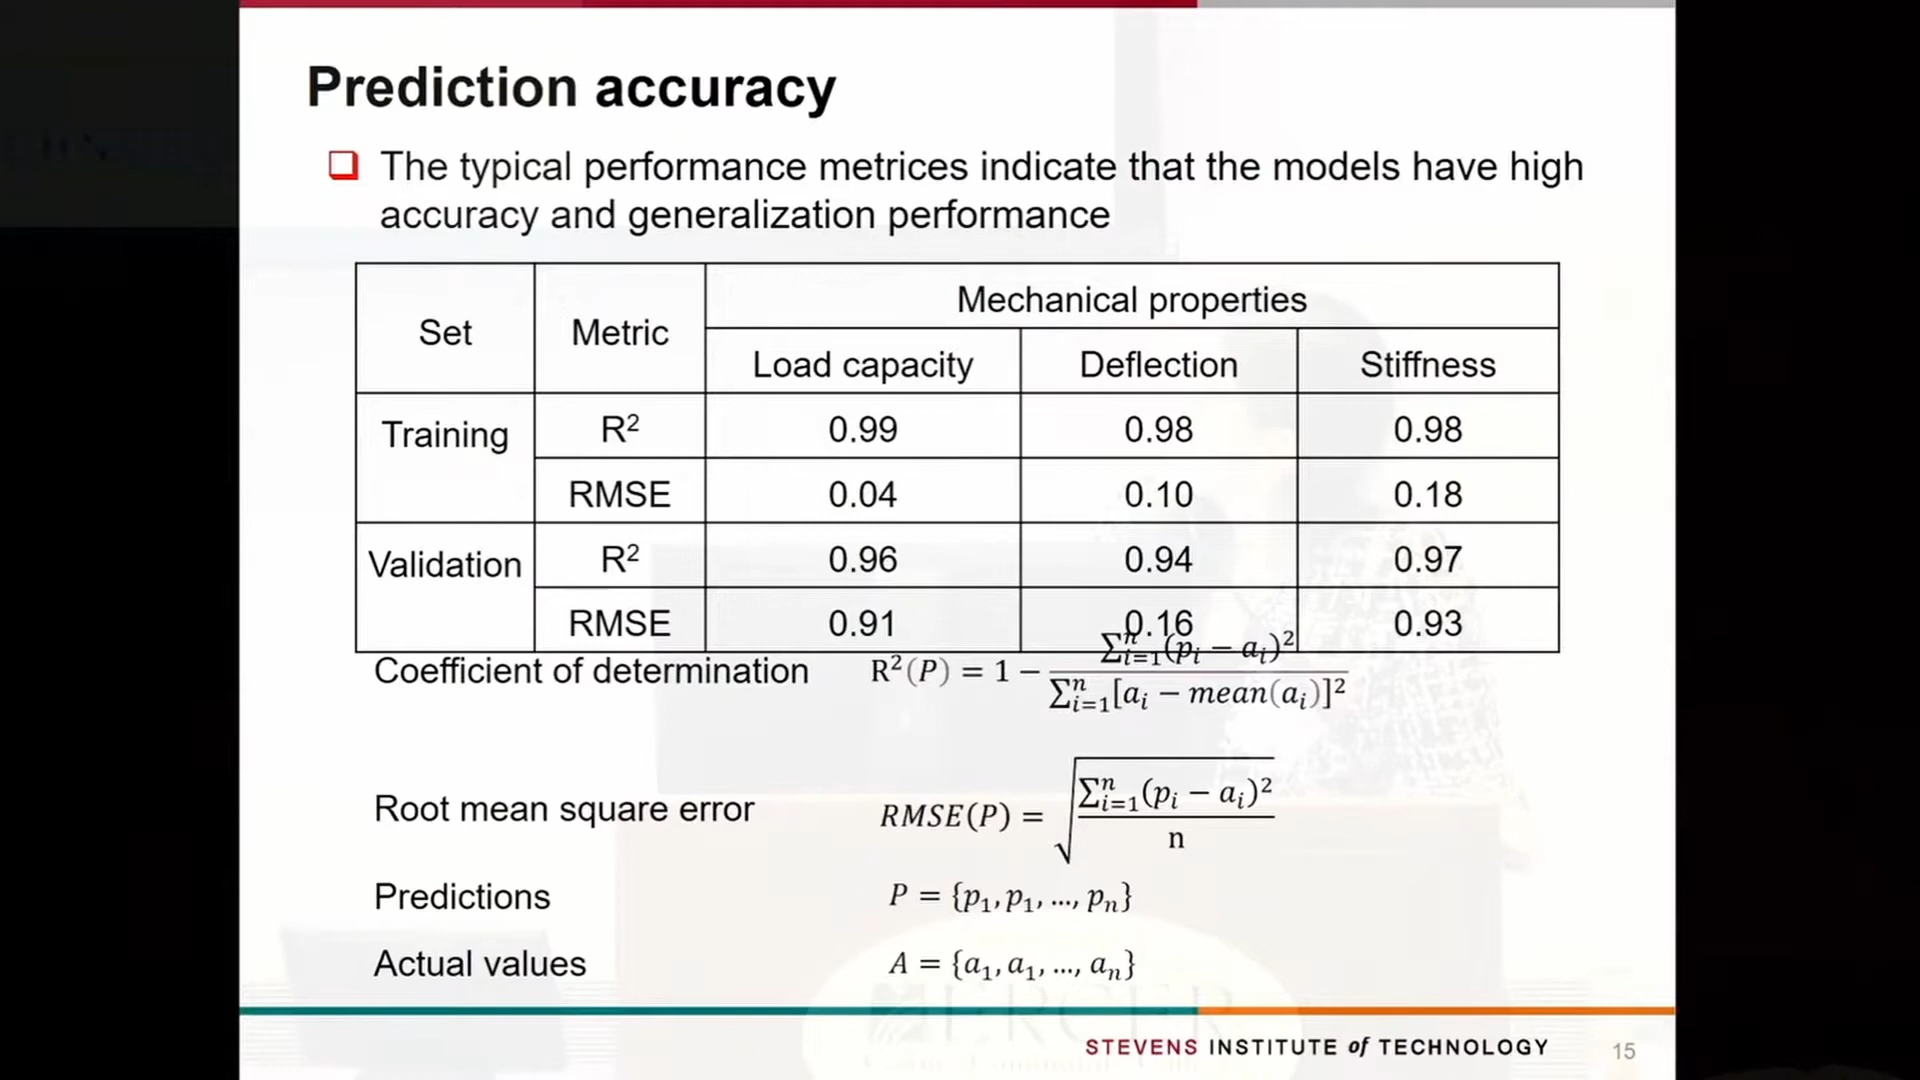 Prediction accuracy
The typical performance metrices indicate that the models have high
accuracy and generalization performance
Set Metric Mechanical properties
Load capacity Deflection Stiffness
Training R² 0.99 0.98 0.98
RMSE 0.04 0.10 0.18
Validation R² 0.96 0.94 0.97
RMSE 0.91 0.16 0.93
Coefficient of determination R²(P) = 1 − ∑ⁿᵢ₌₁(pᵢ − aᵢ)² / ∑ⁿᵢ₌₁[aᵢ − mean(aᵢ)]²
Root mean square error RMSE(P) = √(∑ⁿᵢ₌₁(pᵢ − aᵢ)² / n)
Predictions P = {p₁, p₁, ..., pₙ}
Actual values A = {a₁, a₁, ..., aₙ}
STEVENS INSTITUTE of TECHNOLOGY 15